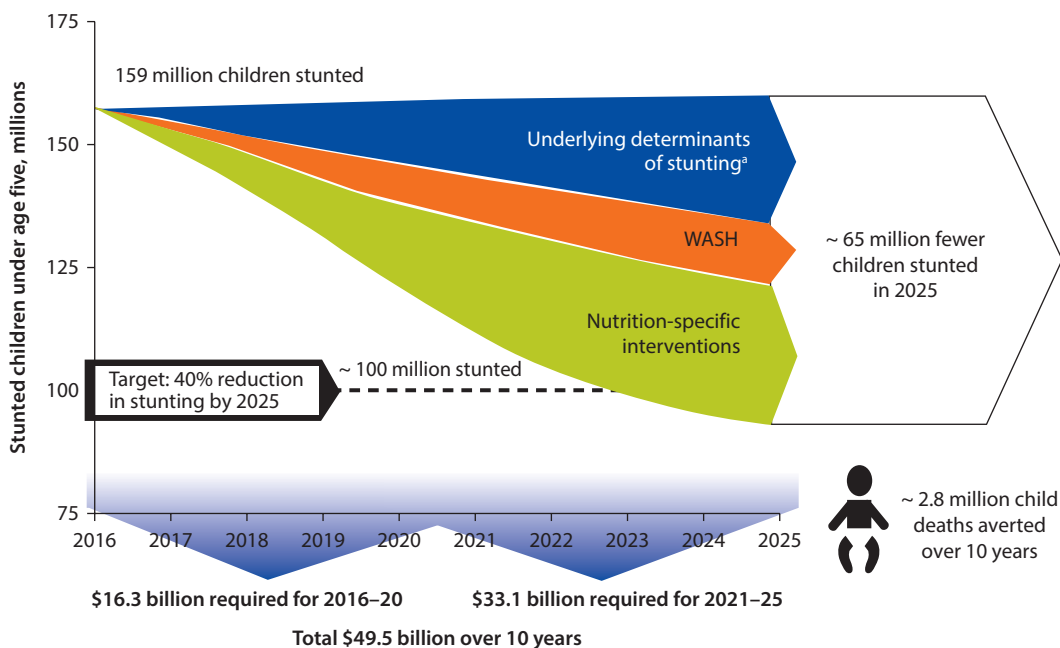 Stunted children under age five, millions
175
150
125
100
75
159 million children stunted
Underlying determinants
of stuntingᵃ
WASH
Nutrition-specific
interventions
~ 65 million fewer
children stunted
in 2025
Target: 40% reduction
in stunting by 2025
~ 100 million stunted
~ 2.8 million child
deaths averted
over 10 years
2016 2017 2018 2019 2020 2021 2022 2023 2024 2025
$16.3 billion required for 2016–20
$33.1 billion required for 2021–25
Total $49.5 billion over 10 years